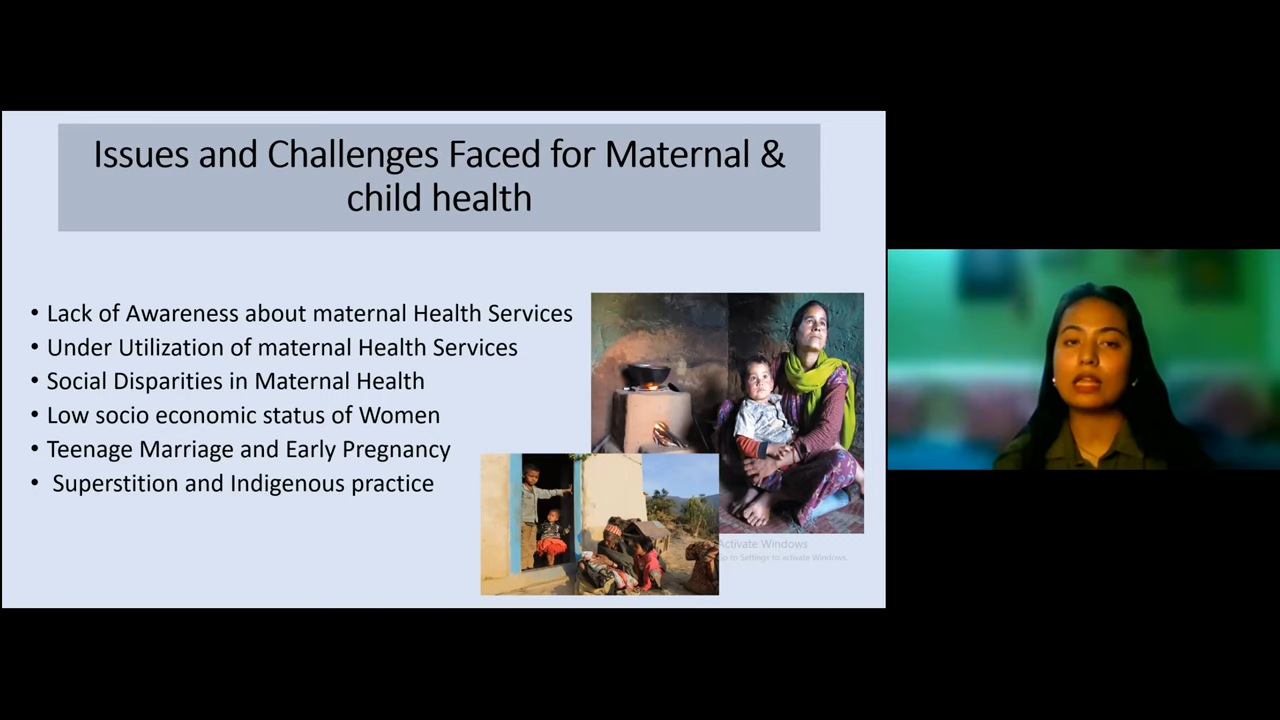 Issues and Challenges Faced for Maternal &
child health
• Lack of Awareness about maternal Health Services
• Under Utilization of maternal Health Services
• Social Disparities in Maternal Health
• Low socio economic status of Women
• Teenage Marriage and Early Pregnancy
• Superstition and Indigenous practice
Activate Windows
Go to Settings to activate Windows.